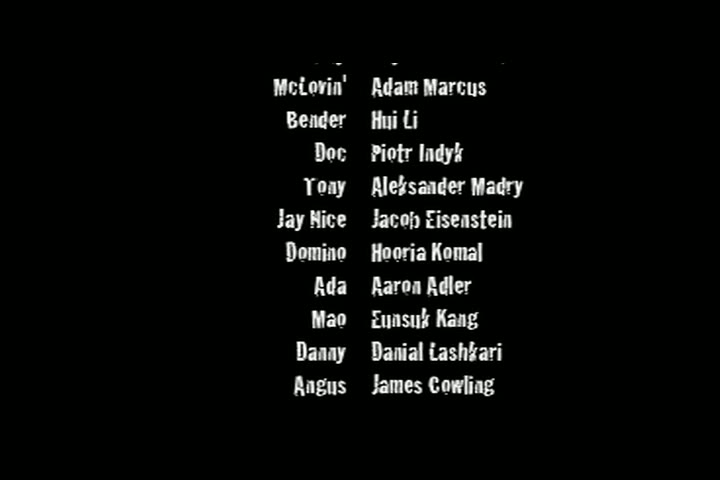 McLovin' Adam Marcus
Bender Hui Li
Doc Piotr Indyk
Tony Aleksander Madry
Jay Nice Jacob Eisenstein
Domino Hooria Komal
Ada Aaron Adler
Mao Eunsuk Kang
Danny Danial Lashkari
Angus James Cowling